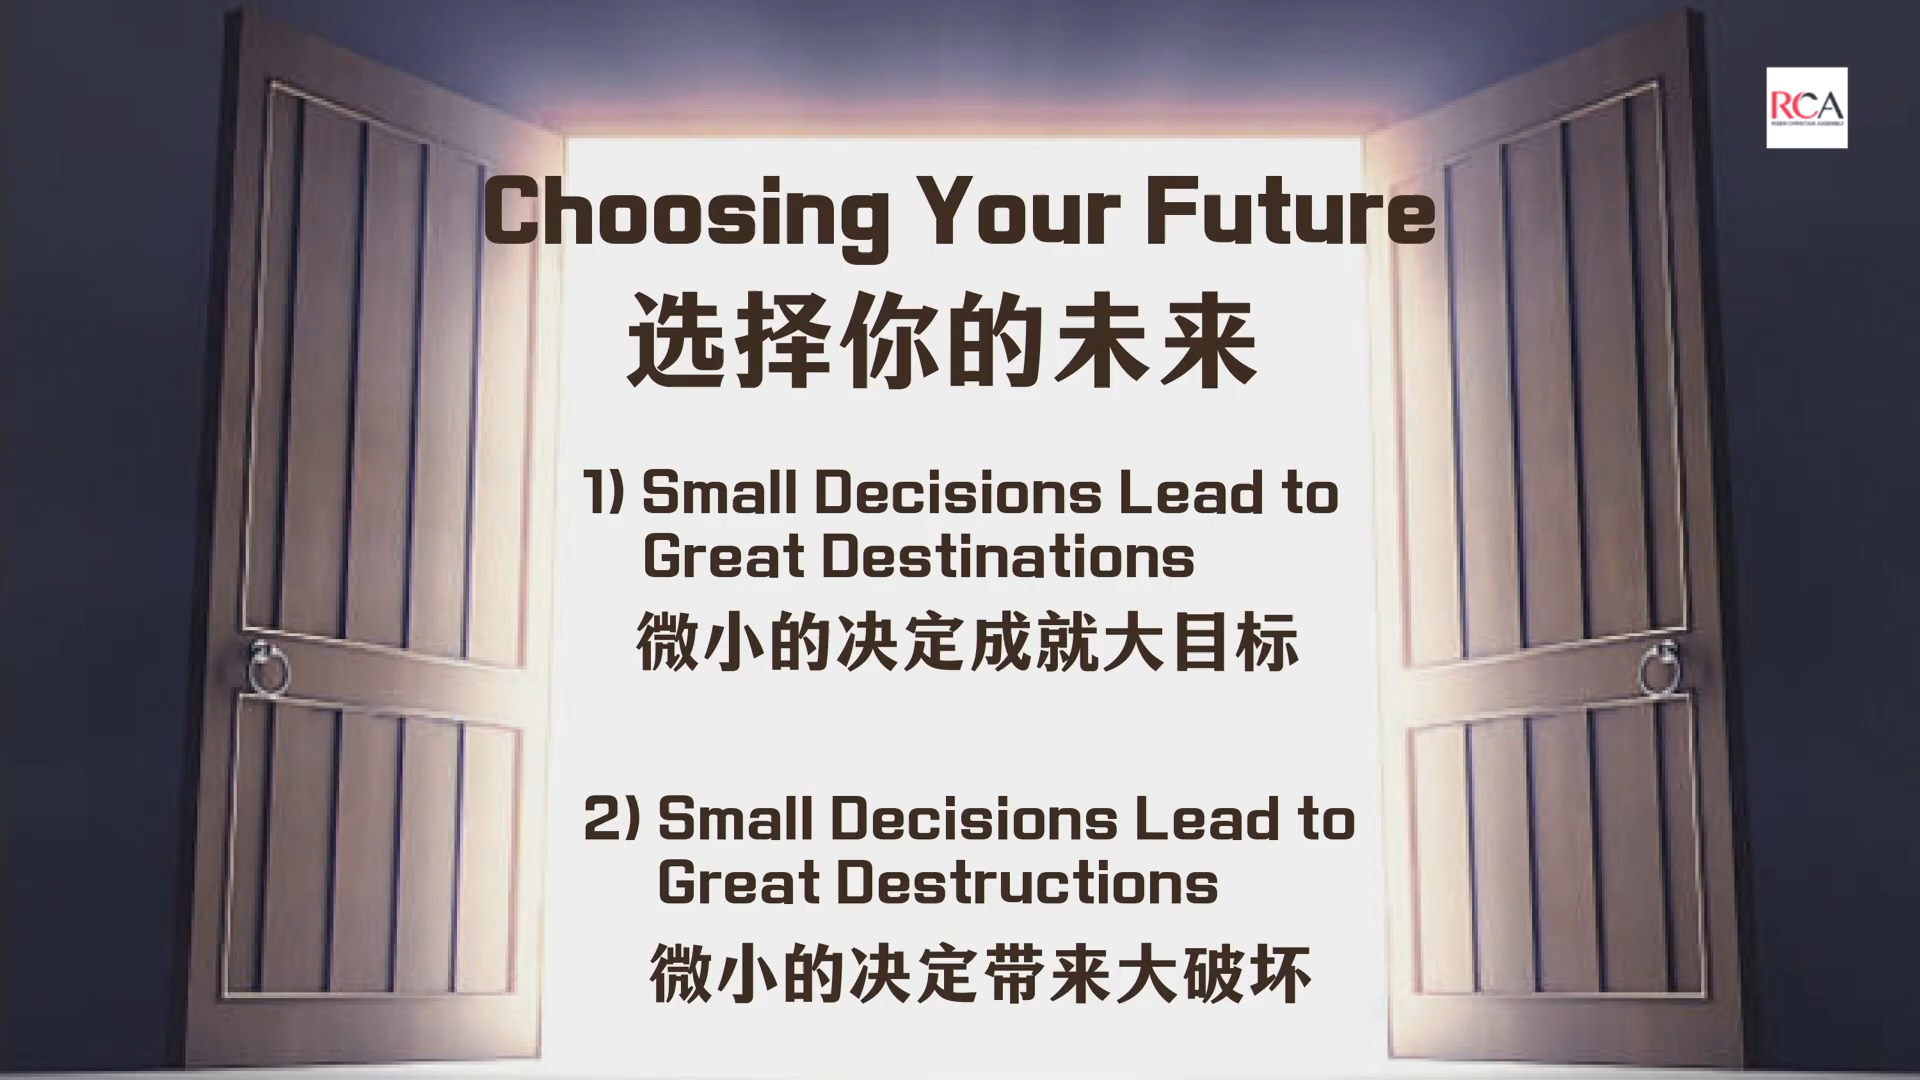 RCA
Choosing Your Future
选择你的未来
1) Small Decisions Lead to
Great Destinations
微小的决定成就大目标
2) Small Decisions Lead to
Great Destructions
微小的决定带来大破坏